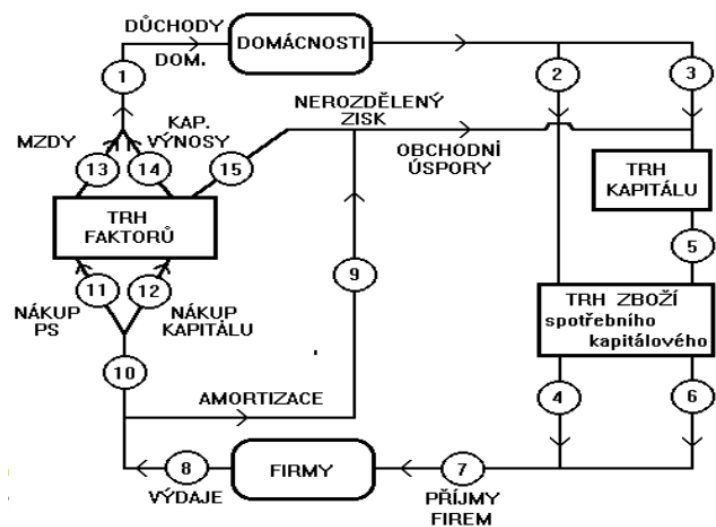 DŮCHODY
DOM.
DOMÁCNOSTI
1
2
3
NEROZDĚLENÝ
ZISK
KAP.
VÝNOSY
MZDY
13
14
15
OBCHODNÍ
ÚSPORY
TRH
KAPITÁLU
TRH
FAKTORŮ
5
9
11
12
NÁKUP
PS
NÁKUP
KAPITÁLU
TRH ZBOŽÍ
spotřebního
kapitálového
10
AMORTIZACE
4
6
8
FIRMY
7
VÝDAJE
PŘÍJMY
FIREM